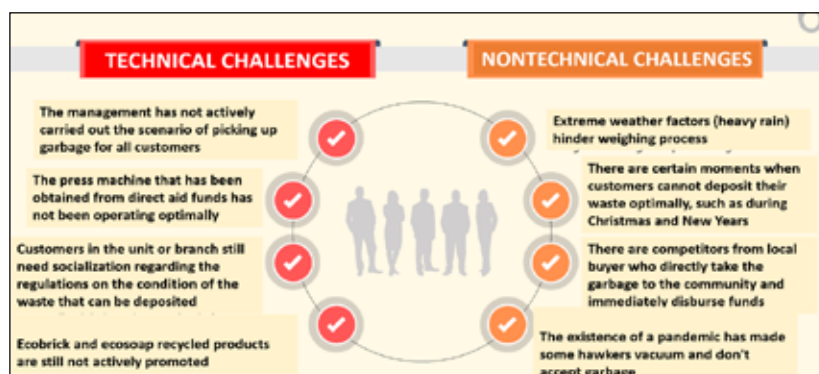 TECHNICAL CHALLENGES
The management has not actively
carried out the scenario of picking up
garbage for all customers
The press machine that has been
obtained from direct aid funds has
not been operating optimally
Customers in the unit or branch still
need socialization regarding the
regulations on the condition of the
waste that can be deposited
Ecobrick and ecosoap recycled products
are still not actively promoted
NONTECHNICAL CHALLENGES
Extreme weather factors (heavy rain)
hinder weighing process
There are certain moments when
customers cannot deposit their
waste optimally, such as during
Christmas and New Years
There are competitors from local
buyer who directly take the
garbage to the community and
immediately disburse funds
The existence of a pandemic has made
some hawkers vacuum and don't
accept garbage